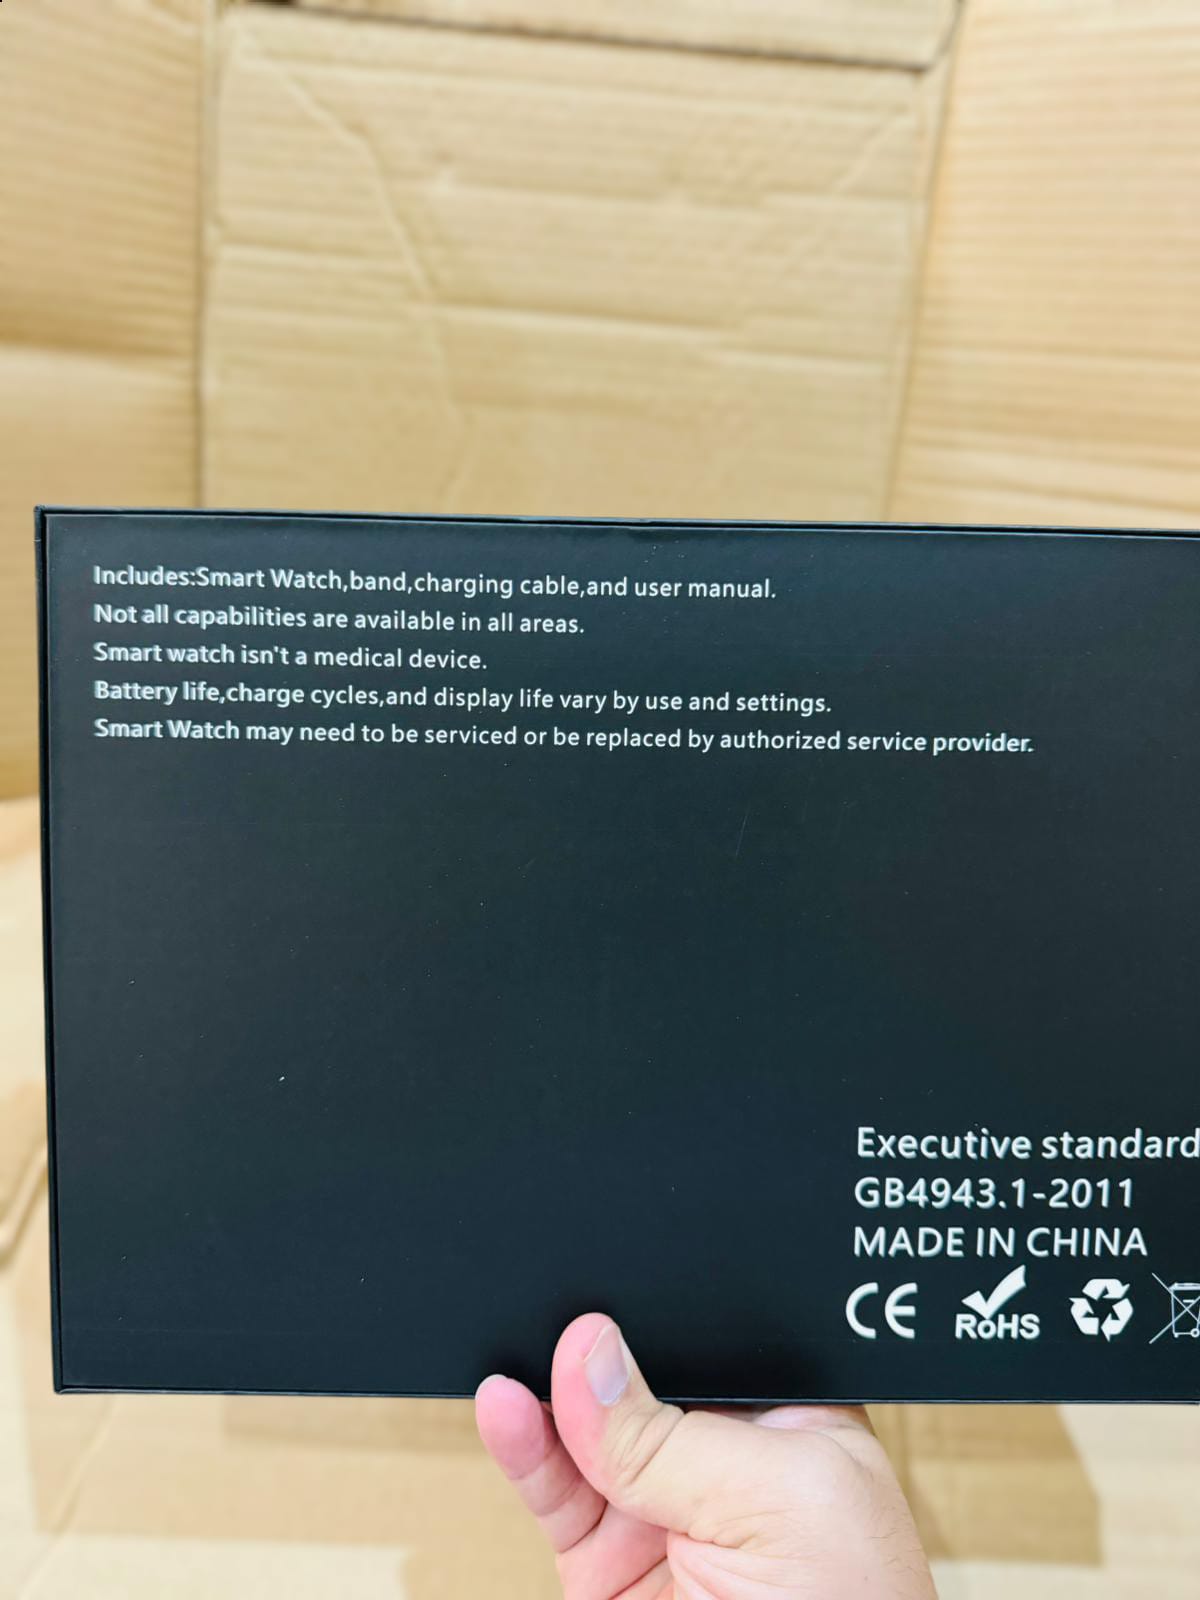 Includes:Smart Watch,band,charging cable,and user manual.
Not all capabilities are available in all areas.
Smart watch isn't a medical device.
Battery life,charge cycles,and display life vary by use and settings.
Smart Watch may need to be serviced or be replaced by authorized service provider.
Executive standard
GB4943.1-2011
MADE IN CHINA
CE RoHS